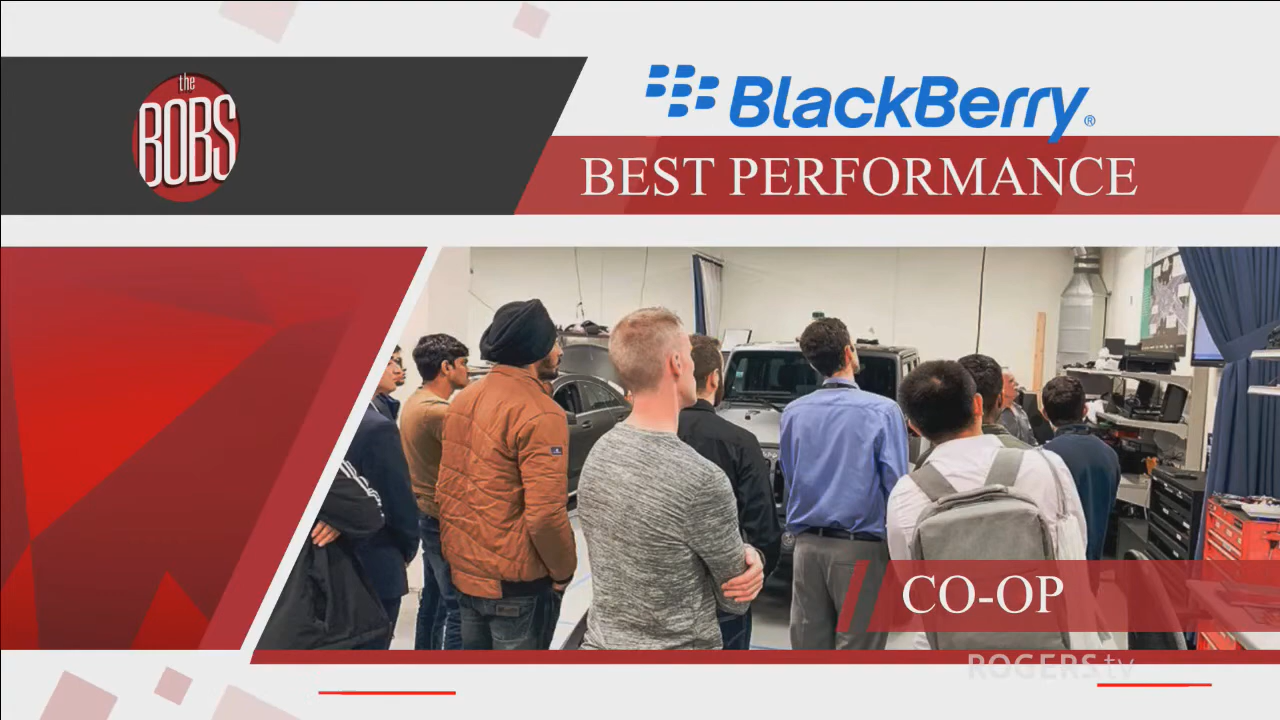 the
BOBS
BlackBerry®
BEST PERFORMANCE
CO-OP
ROGERS tv